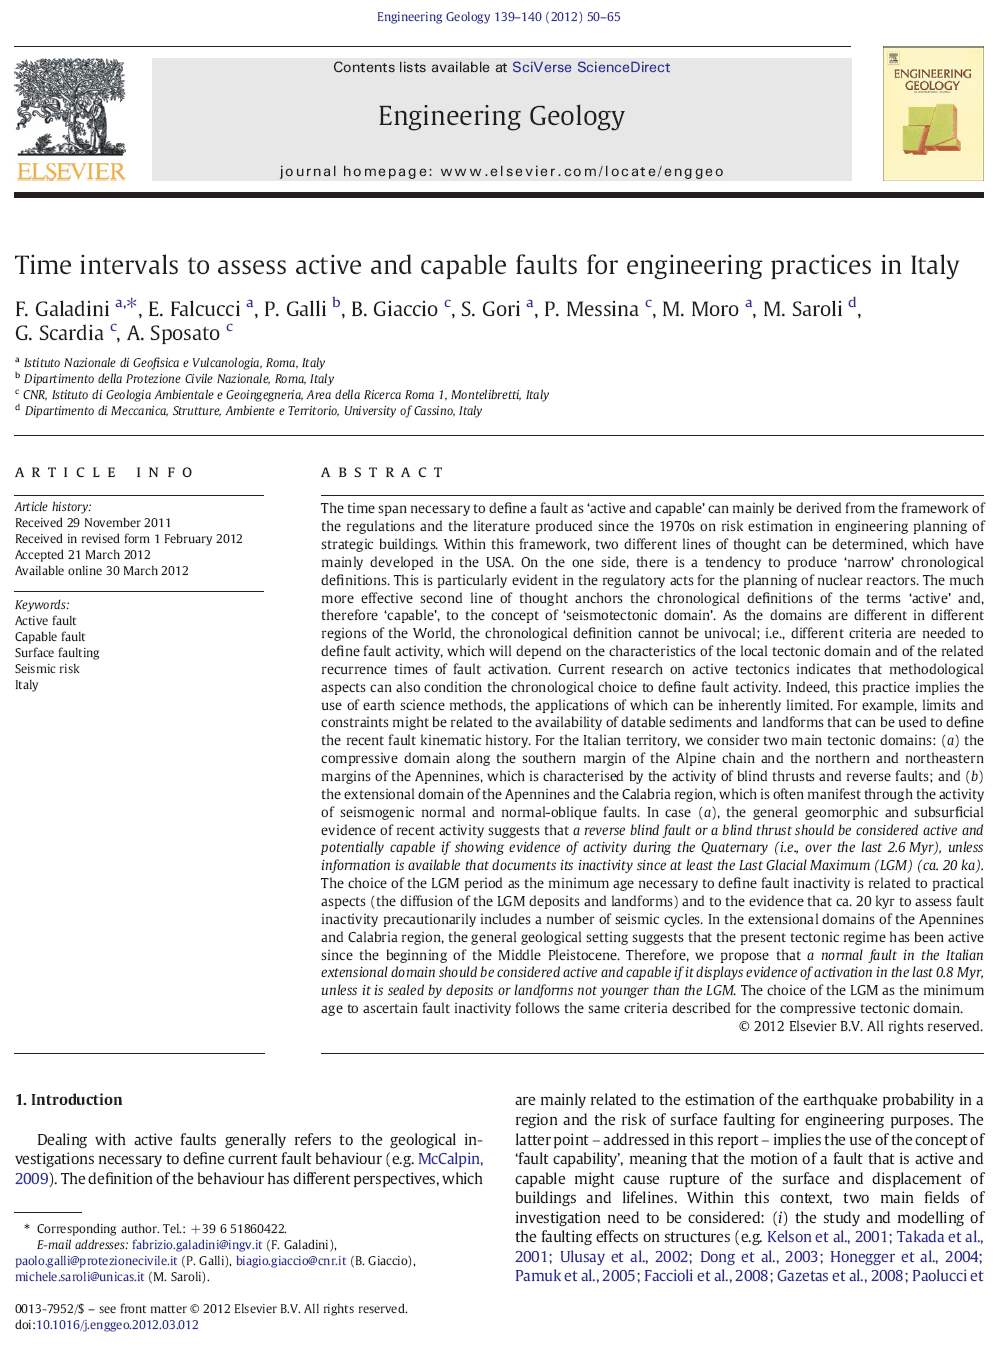 Engineering Geology 139–140 (2012) 50–65
Contents lists available at SciVerse ScienceDirect
Engineering Geology
journal homepage: www.elsevier.com/locate/enggeo
ELSEVIER
ENGINEERING
GEOLOGY
Time intervals to assess active and capable faults for engineering practices in Italy
F. Galadini a,*, E. Falcucci a, P. Galli b, B. Giaccio c, S. Gori a, P. Messina c, M. Moro a, M. Saroli d,
G. Scardia c, A. Sposato c
a Istituto Nazionale di Geofisica e Vulcanologia, Roma, Italy
b Dipartimento della Protezione Civile Nazionale, Roma, Italy
c CNR, Istituto di Geologia Ambientale e Geoingegneria, Area della Ricerca Roma 1, Montelibretti, Italy
d Dipartimento di Meccanica, Strutture, Ambiente e Territorio, University of Cassino, Italy
ARTICLE INFO
Article history:
Received 29 November 2011
Received in revised form 1 February 2012
Accepted 21 March 2012
Available online 30 March 2012
Keywords:
Active fault
Capable fault
Surface faulting
Seismic risk
Italy
ABSTRACT
The time span necessary to define a fault as ‘active and capable’ can mainly be derived from the framework of
the regulations and the literature produced since the 1970s on risk estimation in engineering planning of
strategic buildings. Within this framework, two different lines of thought can be determined, which have
mainly developed in the USA. On the one side, there is a tendency to produce ‘narrow’ chronological
definitions. This is particularly evident in the regulatory acts for the planning of nuclear reactors. The much
more effective second line of thought anchors the chronological definitions of the terms ‘active’ and,
therefore ‘capable’, to the concept of ‘seismotectonic domain’. As the domains are different in different
regions of the World, the chronological definition cannot be univocal; i.e., different criteria are needed to
define fault activity, which will depend on the characteristics of the local tectonic domain and of the related
recurrence times of fault activation. Current research on active tectonics indicates that methodological
aspects can also condition the chronological choice to define fault activity. Indeed, this practice implies the
use of earth science methods, the applications of which can be inherently limited. For example, limits and
constraints might be related to the availability of datable sediments and landforms that can be used to define
the recent fault kinematic history. For the Italian territory, we consider two main tectonic domains: (a) the
compressive domain along the southern margin of the Alpine chain and the northern and northeastern
margins of the Apennines, which is characterised by the activity of blind thrusts and reverse faults; and (b)
the extensional domain of the Apennines and the Calabria region, which is often manifest through the activity
of seismogenic normal and normal-oblique faults. In case (a), the general geomorphic and subsurficial
evidence of recent activity suggests that a reverse blind fault or a blind thrust should be considered active and
potentially capable if showing evidence of activity during the Quaternary (i.e., over the last 2.6 Myr), unless
information is available that documents its inactivity since at least the Last Glacial Maximum (LGM) (ca. 20 ka).
The choice of the LGM period as the minimum age necessary to define fault inactivity is related to practical
aspects (the diffusion of the LGM deposits and landforms) and to the evidence that ca. 20 kyr to assess fault
inactivity precautionarily includes a number of seismic cycles. In the extensional domains of the Apennines
and Calabria region, the general geological setting suggests that the present tectonic regime has been active
since the beginning of the Middle Pleistocene. Therefore, we propose that a normal fault in the Italian
extensional domain should be considered active and capable if it displays evidence of activation in the last 0.8 Myr,
unless it is sealed by deposits or landforms not younger than the LGM. The choice of the LGM as the minimum
age to ascertain fault inactivity follows the same criteria described for the compressive tectonic domain.
© 2012 Elsevier B.V. All rights reserved.
1. Introduction
Dealing with active faults generally refers to the geological in-
vestigations necessary to define current fault behaviour (e.g. McCalpin,
2009). The definition of the behaviour has different perspectives, which
are mainly related to the estimation of the earthquake probability in a
region and the risk of surface faulting for engineering purposes. The
latter point – addressed in this report – implies the use of the concept of
‘fault capability’, meaning that the motion of a fault that is active and
capable might cause rupture of the surface and displacement of
buildings and lifelines. Within this context, two main fields of
investigation need to be considered: (i) the study and modelling of
the faulting effects on structures (e.g. Kelson et al., 2001; Takada et al.,
2001; Ulusay et al., 2002; Dong et al., 2003; Honegger et al., 2004;
Pamuk et al., 2005; Faccioli et al., 2008; Gazetas et al., 2008; Paolucci et
* Corresponding author. Tel.: +39 6 51860422.
E-mail addresses: fabrizio.galadini@ingv.it (F. Galadini),
paolo.galli@protezionecivile.it (P. Galli), biagio.giaccio@cnr.it (B. Giaccio),
michele.saroli@unicas.it (M. Saroli).
0013-7952/$ – see front matter © 2012 Elsevier B.V. All rights reserved.
doi:10.1016/j.enggeo.2012.03.012